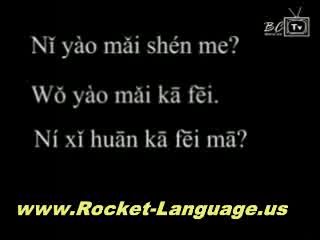 Nǐ yào mǎi shén me?
Wǒ yào mǎi kā fēi.
Ní xǐ huān kā fēi mā?
www.Rocket-Language.us